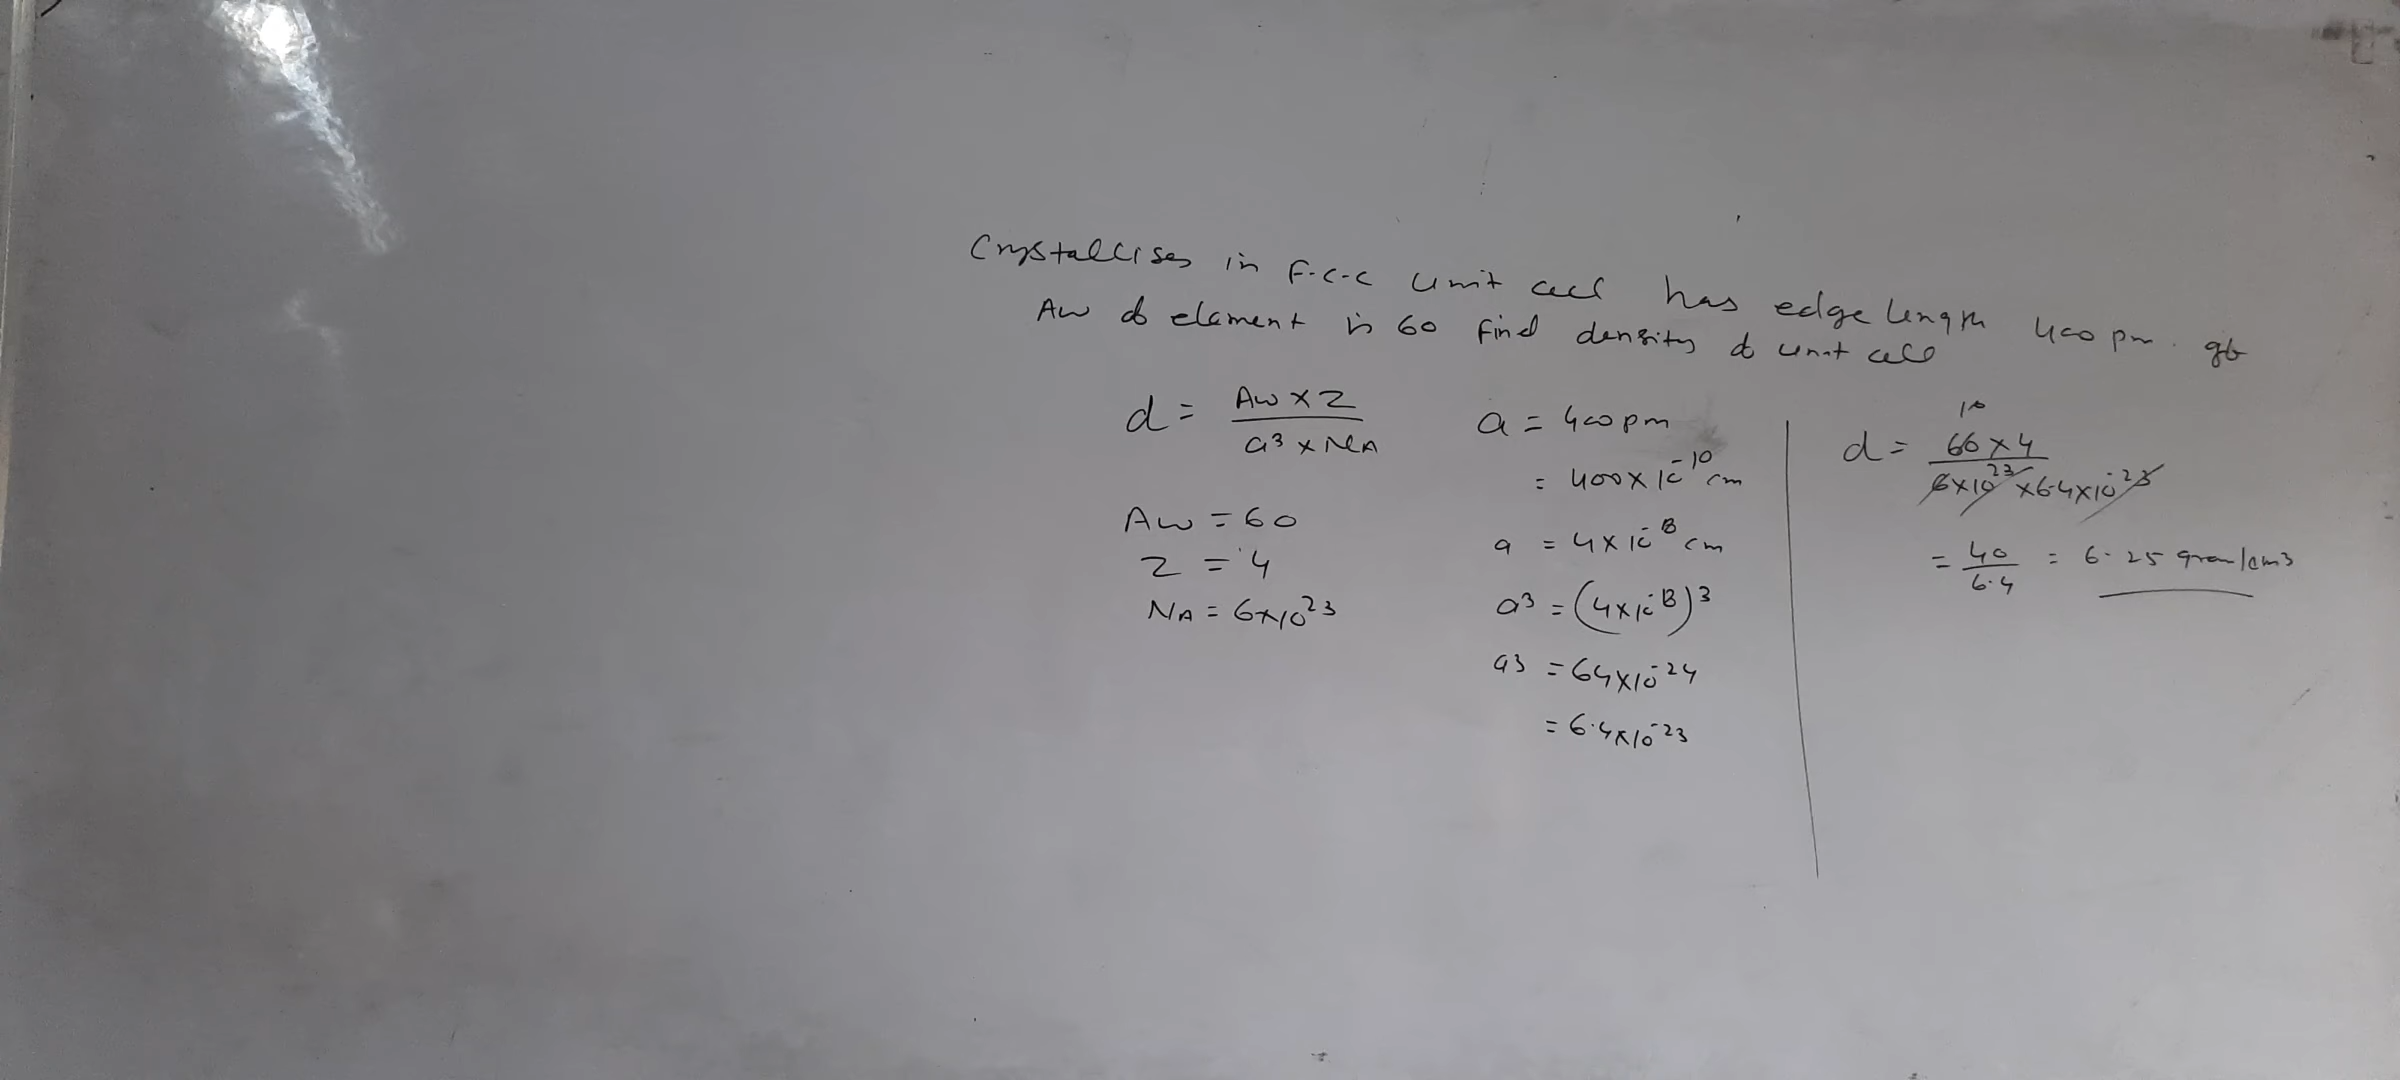 Crystallises in F.C.C unit cell has edge length 400 pm. gb
Aw of element is 60 find density of unit cell
d = Aw × Z / a³ × NA
Aw = 60
Z = 4
NA = 6×10²³
a = 400 pm
= 400 × 10⁻¹⁰ cm
a = 4 × 10⁻⁸ cm
a³ = (4×10⁻⁸)³
a³ = 64×10⁻²⁴
= 6.4×10⁻²³
10
d = 60 × 4 / 6×10²³ × 6.4×10⁻²³
= 40 / 6.4 = 6.25 gram/cm3